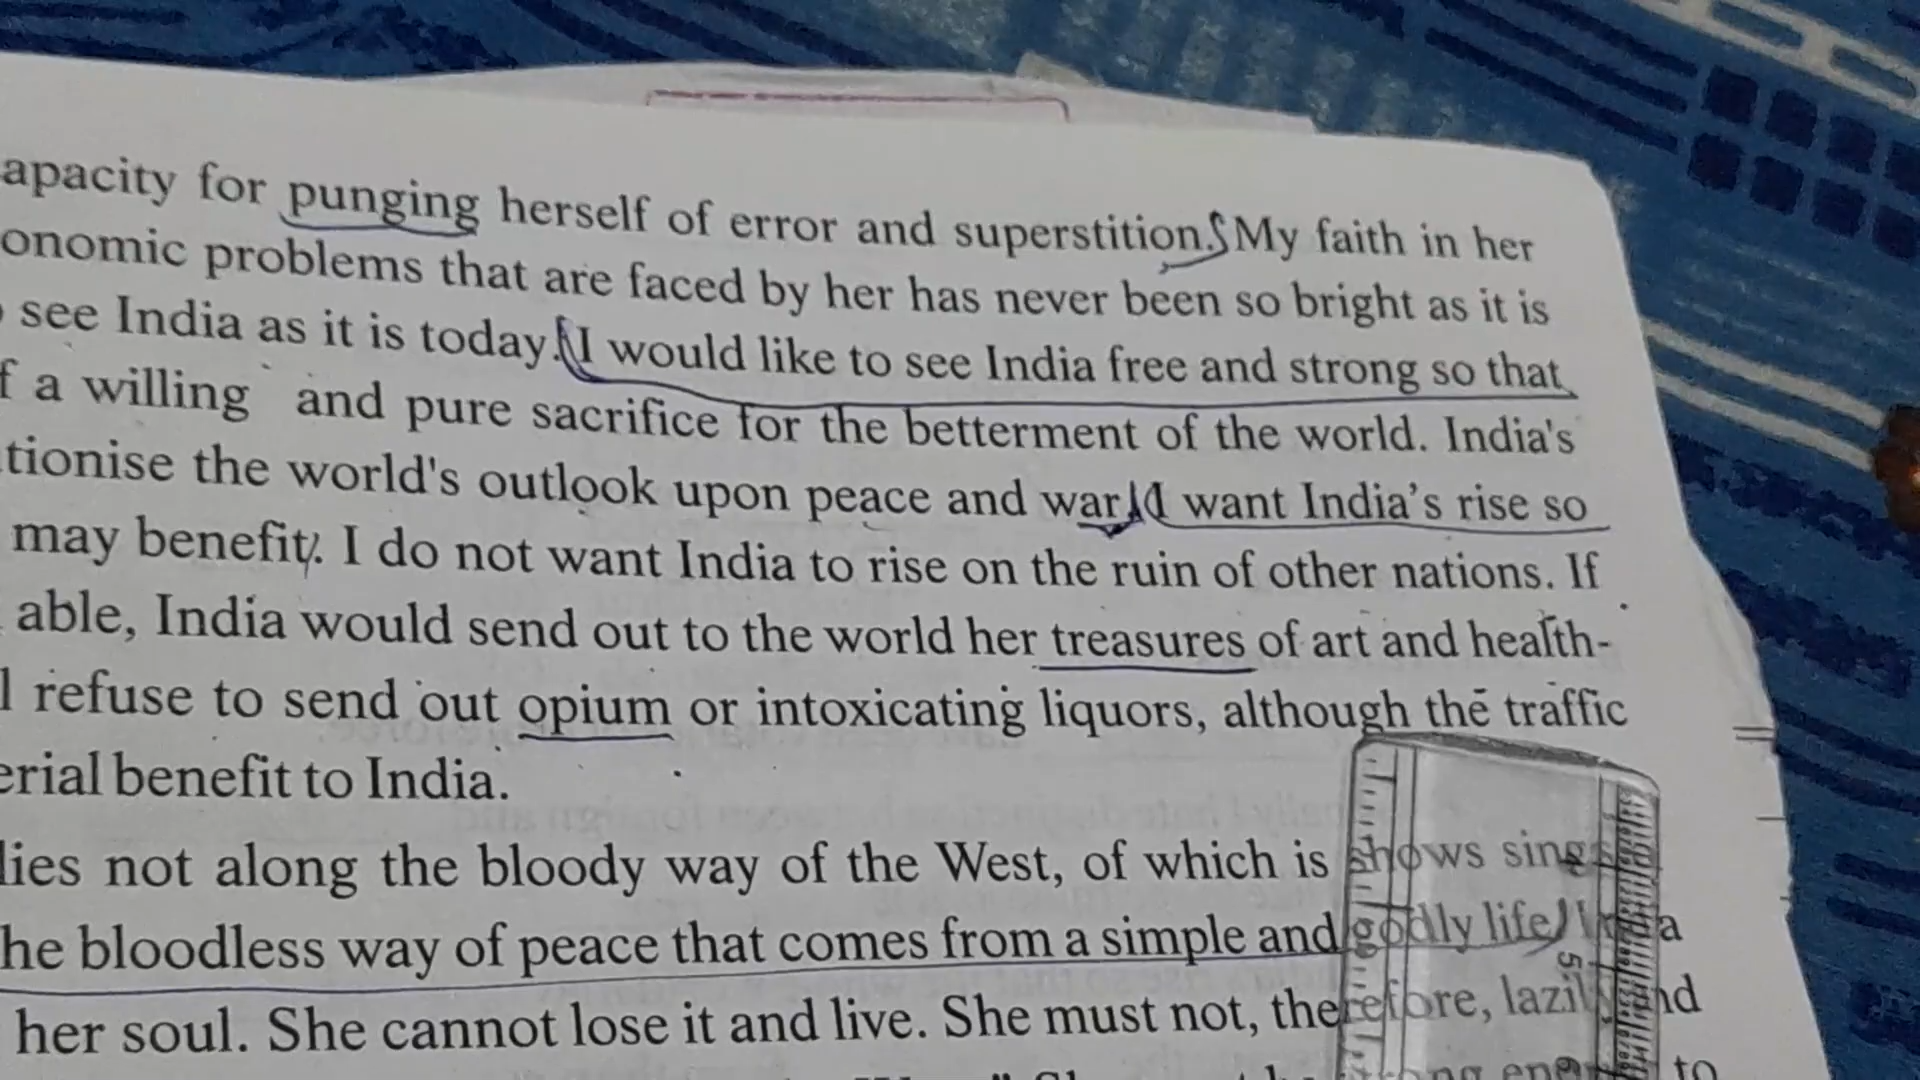 apacity for punging herself of error and superstition. My faith in her
onomic problems that are faced by her has never been so bright as it is
see India as it is today. I would like to see India free and strong so that
f a willing and pure sacrifice for the betterment of the world. India's
tionise the world's outlook upon peace and war. I want India's rise so
may benefit. I do not want India to rise on the ruin of other nations. If
able, India would send out to the world her treasures of art and health-
l refuse to send out opium or intoxicating liquors, although the traffic
erial benefit to India.
lies not along the bloody way of the West, of which is shows sings
he bloodless way of peace that comes from a simple and godly life.
her soul. She cannot lose it and live. She must not, therefore, lazily and
to
5